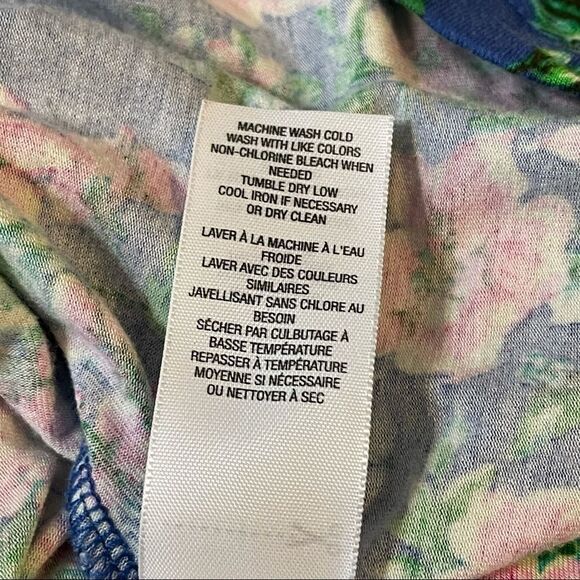 MACHINE WASH COLD
WASH WITH LIKE COLORS
NON-CHLORINE BLEACH WHEN
NEEDED
TUMBLE DRY LOW
COOL IRON IF NECESSARY
OR DRY CLEAN
LAVER À LA MACHINE À L'EAU
FROIDE
LAVER AVEC DES COULEURS
SIMILAIRES
JAVELLISANT SANS CHLORE AU
BESOIN
SÉCHER PAR CULBUTAGE À
BASSE TEMPÉRATURE
REPASSER À TEMPÉRATURE
MOYENNE SI NÉCESSAIRE
OU NETTOYER À SEC